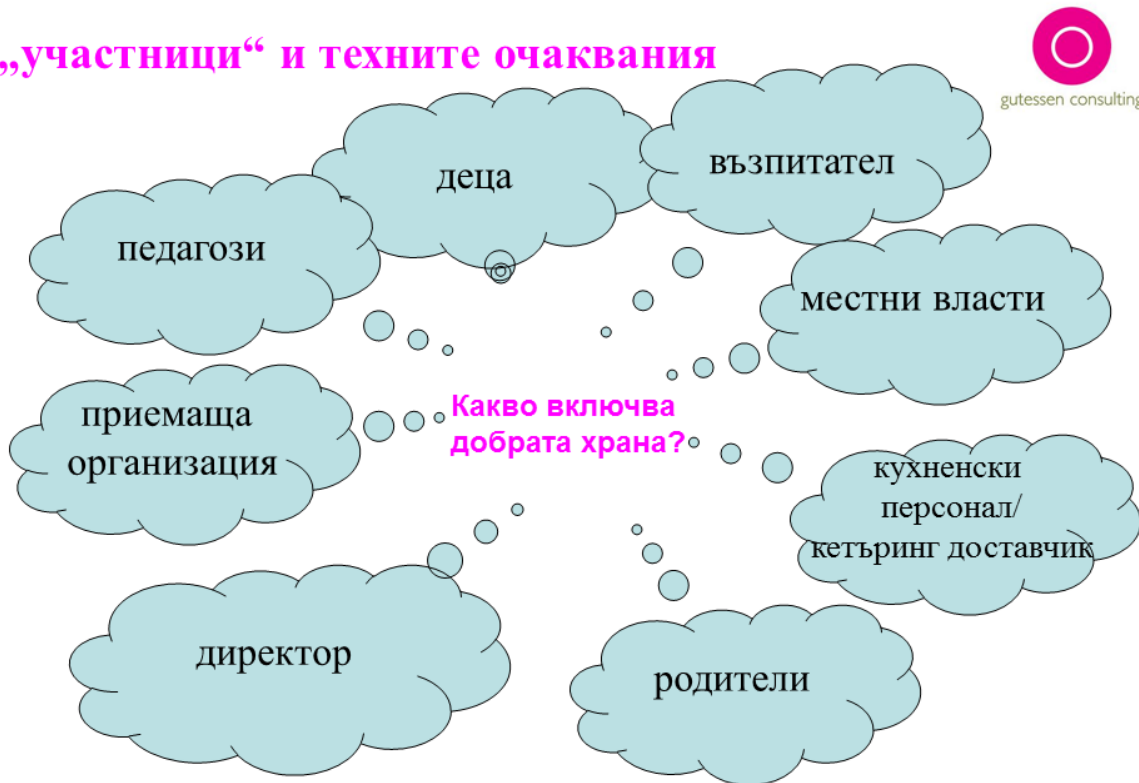 „участници“ и техните очаквания
gutessen consulting
деца
възпитател
педагози
местни власти
Какво включва
добрата храна?
приемаща
организация
кухненски
персонал/
кетъринг доставчик
директор
родители